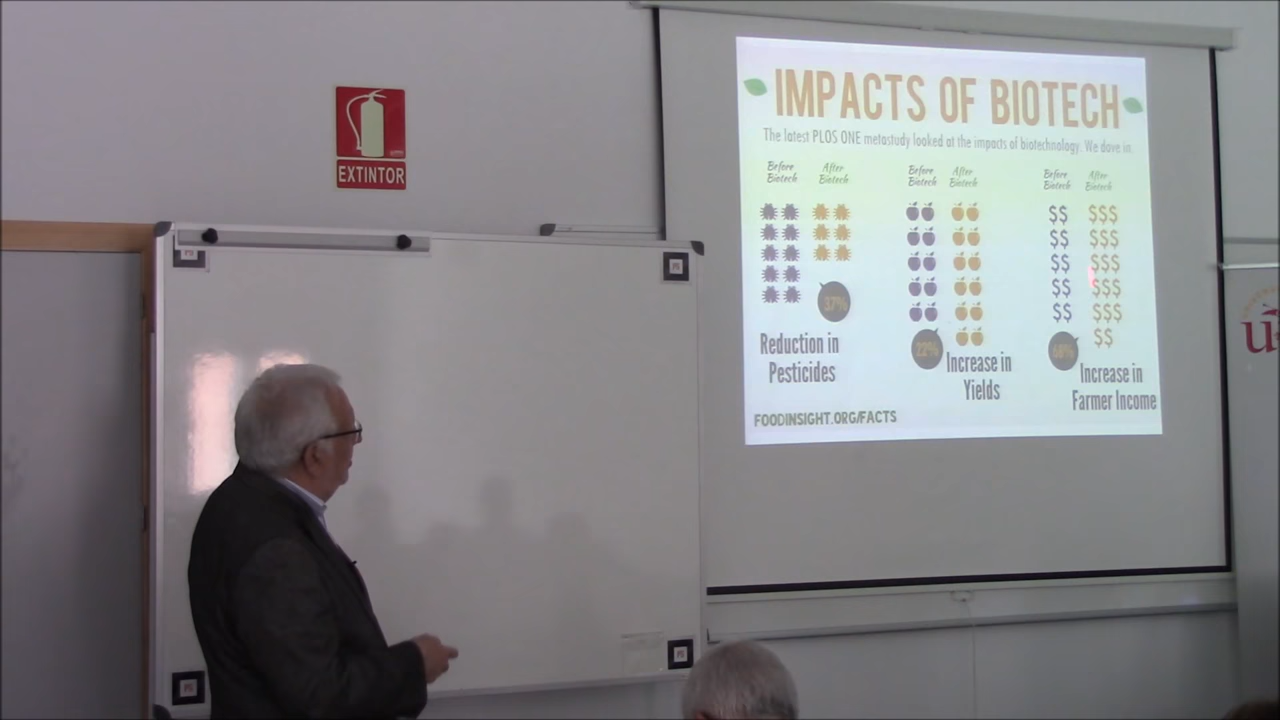 EXTINTOR
IMPACTS OF BIOTECH
The latest PLOS ONE metastudy looked at the impacts of biotechnology. We dove in.
Before Biotech
After Biotech
Before Biotech
After Biotech
Before Biotech
After Biotech
$$ $$$
$$ $$$
$$ $$$
$$ $$$
$$ $$$
$$
37%
22%
68%
Reduction in
Pesticides
Increase in
Yields
Increase in
Farmer Income
FOODINSIGHT.ORG/FACTS